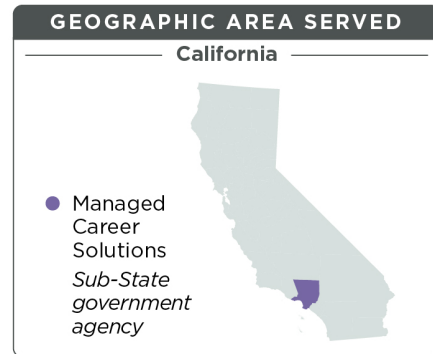 GEOGRAPHIC AREA SERVED
California
Managed
Career
Solutions
Sub-State
government
agency